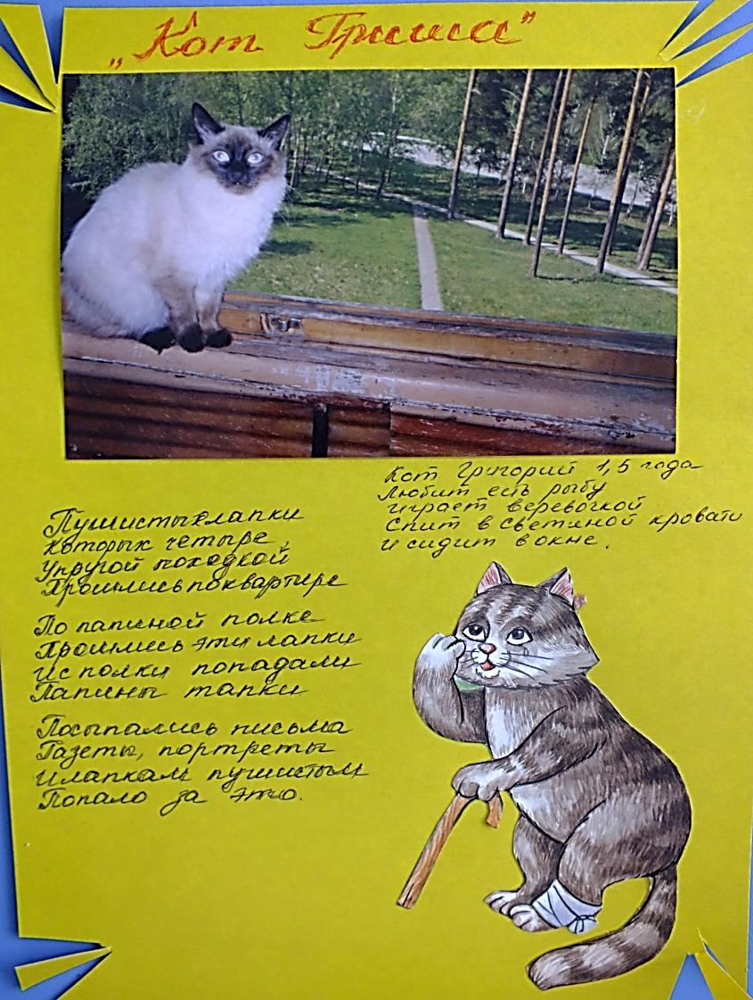 „Кот Гриша”
Кот Григорий 1,5 года
Любит есть рыбу
играет верёвочкой
Спит в Светиной кровати
и сидит в окне.
Пушистые лапки
Которых четыре,
Упругой походкой
Прошлись по квартире
По папиной полке
Прошлись эти лапки
И с полки попадали
Папины тапки
Посыпались письма
Газеты, портреты
И лапкам пушистым
Попало за это.